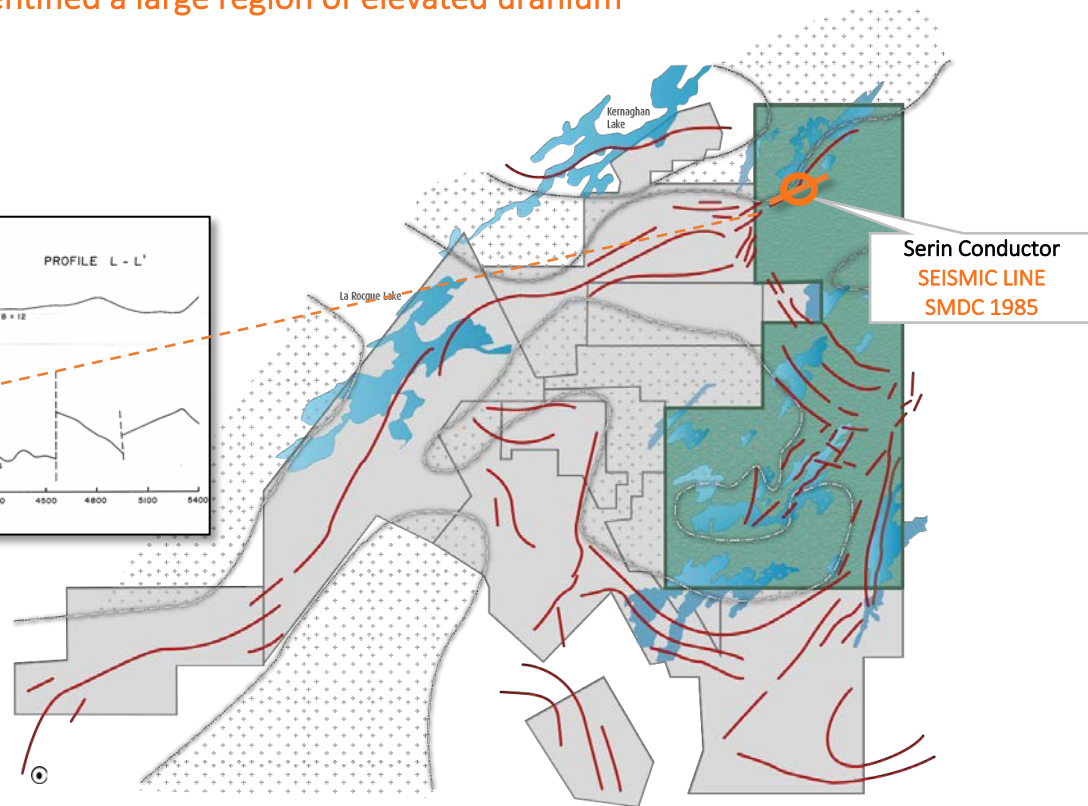 entified a large region of elevated uranium
Kernaghan
Lake
PROFILE L - L'
B = 12
La Rocque Lake
Serin Conductor
SEISMIC LINE
SMDC 1985
4500 4800 5100 5400